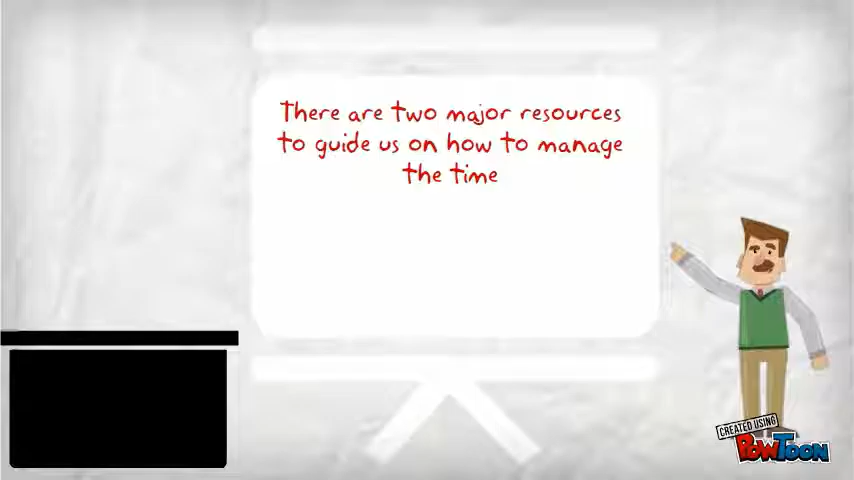 There are two major resources
to guide us on how to manage
the time
CREATED USING
POWTOON